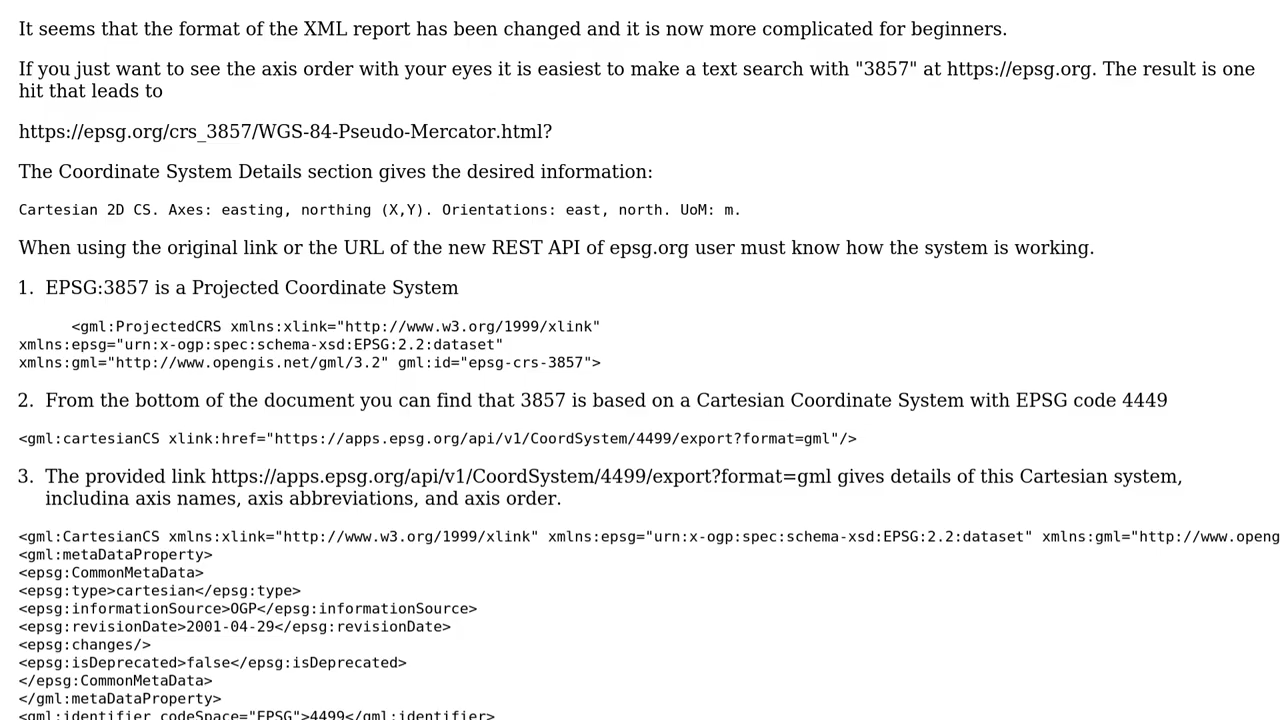 It seems that the format of the XML report has been changed and it is now more complicated for beginners.
If you just want to see the axis order with your eyes it is easiest to make a text search with "3857" at https://epsg.org. The result is one
hit that leads to
https://epsg.org/crs_3857/WGS-84-Pseudo-Mercator.html?
The Coordinate System Details section gives the desired information:
Cartesian 2D CS. Axes: easting, northing (X,Y). Orientations: east, north. UoM: m.
When using the original link or the URL of the new REST API of epsg.org user must know how the system is working.
1. EPSG:3857 is a Projected Coordinate System
<gml:ProjectedCRS xmlns:xlink="http://www.w3.org/1999/xlink"
xmlns:epsg="urn:x-ogp:spec:schema-xsd:EPSG:2.2:dataset"
xmlns:gml="http://www.opengis.net/gml/3.2" gml:id="epsg-crs-3857">
2. From the bottom of the document you can find that 3857 is based on a Cartesian Coordinate System with EPSG code 4449
<gml:cartesianCS xlink:href="https://apps.epsg.org/api/v1/CoordSystem/4499/export?format=gml"/>
3. The provided link https://apps.epsg.org/api/v1/CoordSystem/4499/export?format=gml gives details of this Cartesian system,
includina axis names, axis abbreviations, and axis order.
<gml:CartesianCS xmlns:xlink="http://www.w3.org/1999/xlink" xmlns:epsg="urn:x-ogp:spec:schema-xsd:EPSG:2.2:dataset" xmlns:gml="http://www.openg
<gml:metaDataProperty>
<epsg:CommonMetaData>
<epsg:type>cartesian</epsg:type>
<epsg:informationSource>OGP</epsg:informationSource>
<epsg:revisionDate>2001-04-29</epsg:revisionDate>
<epsg:changes/>
<epsg:isDeprecated>false</epsg:isDeprecated>
</epsg:CommonMetaData>
</gml:metaDataProperty>
<gml:identifier codeSpace="EPSG">4499</gml:identifier>